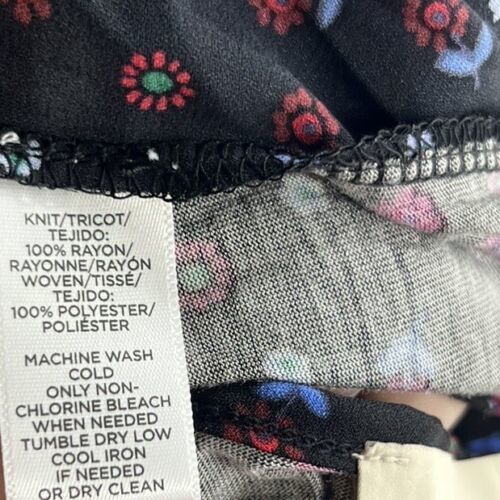 KNIT/TRICOT/
TEJIDO:
100% RAYON/
RAYONNE/RAYÓN
WOVEN/TISSÉ/
TEJIDO:
100% POLYESTER/
POLIÉSTER
MACHINE WASH
COLD
ONLY NON-
CHLORINE BLEACH
WHEN NEEDED
TUMBLE DRY LOW
COOL IRON
IF NEEDED
OR DRY CLEAN